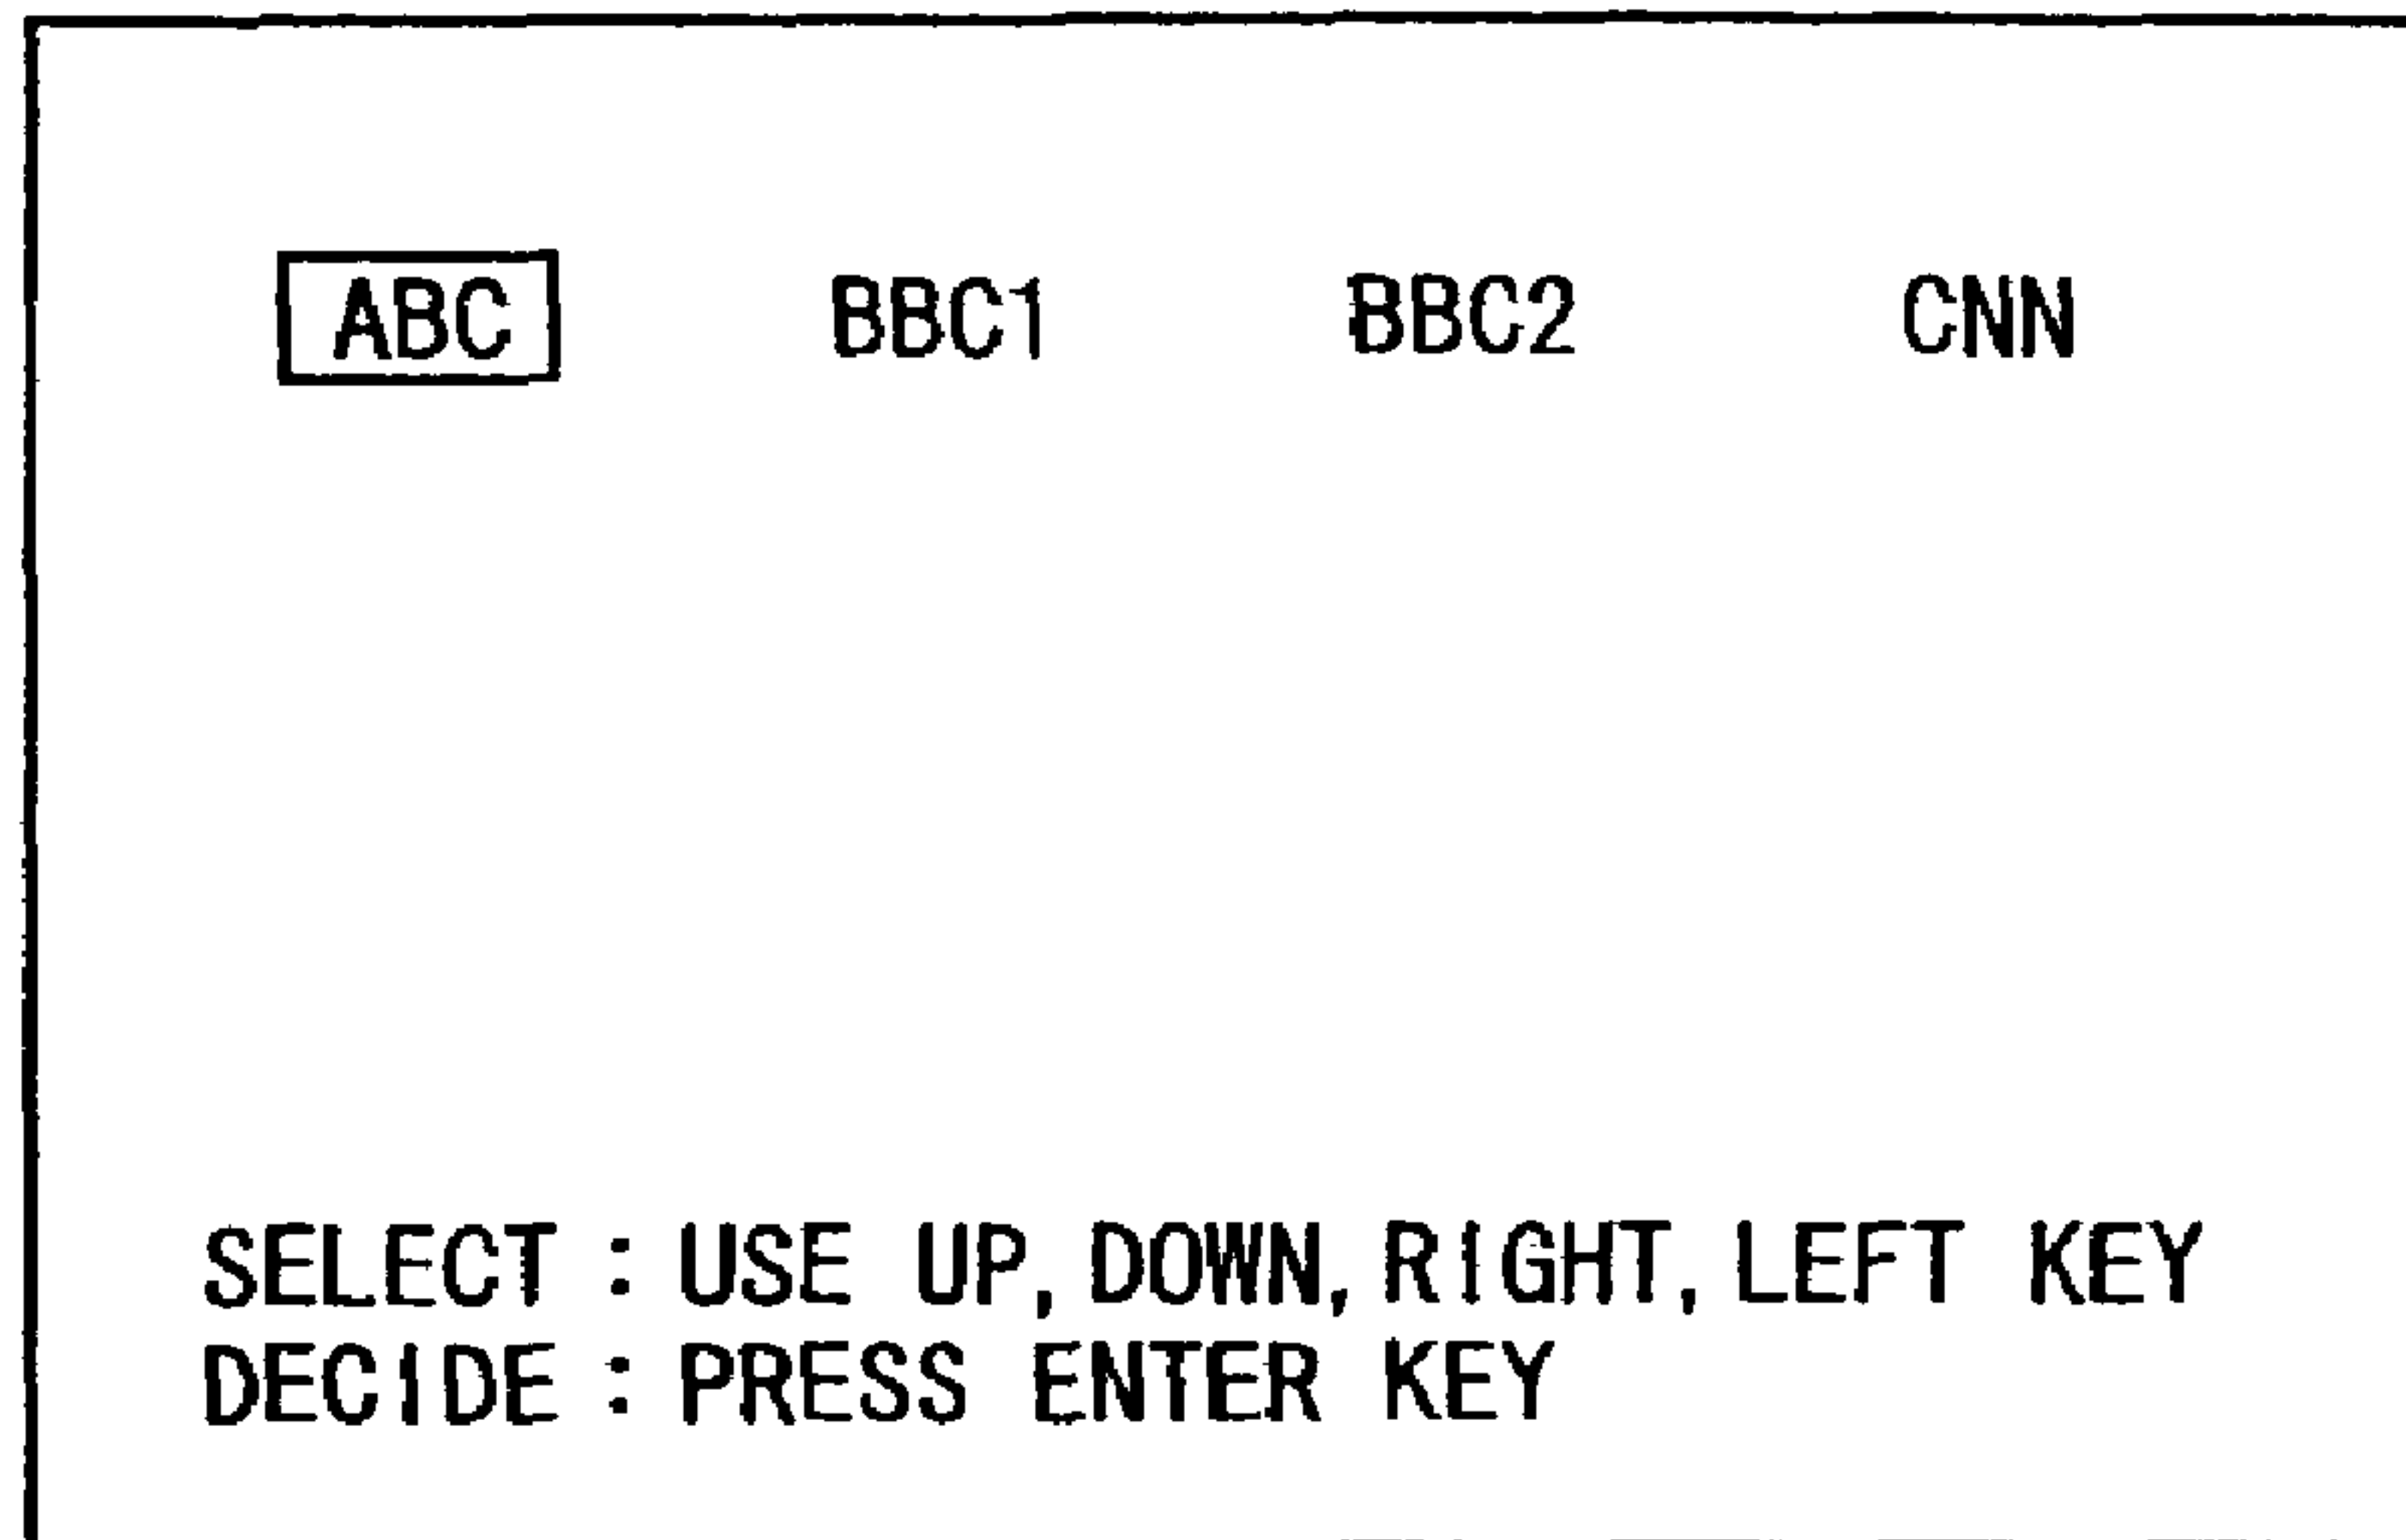 ABC BBC1 BBC2 CNN
SELECT : USE UP, DOWN, RIGHT, LEFT KEY
DECIDE : PRESS ENTER KEY